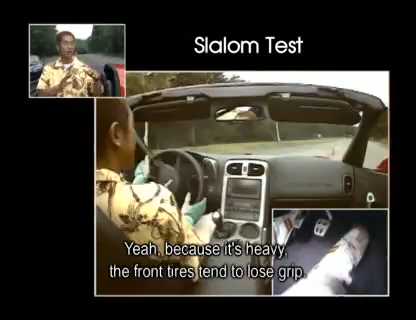 Slalom Test
Yeah, because it's heavy,
the front tires tend to lose grip.